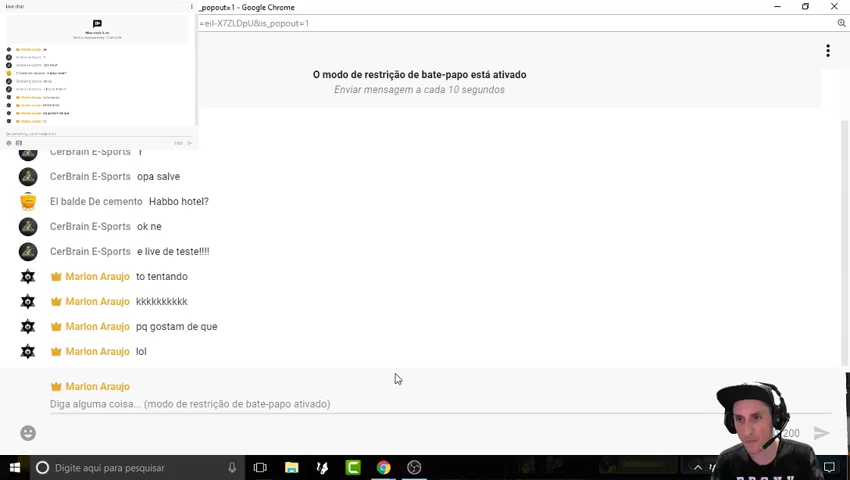 Live chat
_popout=1 - Google Chrome
=eiI-X7ZLDpU&is_popout=1
O modo de restrição de bate-papo está ativado
Enviar mensagem a cada 10 segundos
CerBrain E-Sports
CerBrain E-Sports opa salve
El balde De cemento Habbo hotel?
CerBrain E-Sports ok ne
CerBrain E-Sports e live de teste!!!!
Marlon Araujo to tentando
Marlon Araujo kkkkkkkkkk
Marlon Araujo pq gostam de que
Marlon Araujo lol
Marlon Araujo
Diga alguma coisa... (modo de restrição de bate-papo ativado)
200
Digite aqui para pesquisar